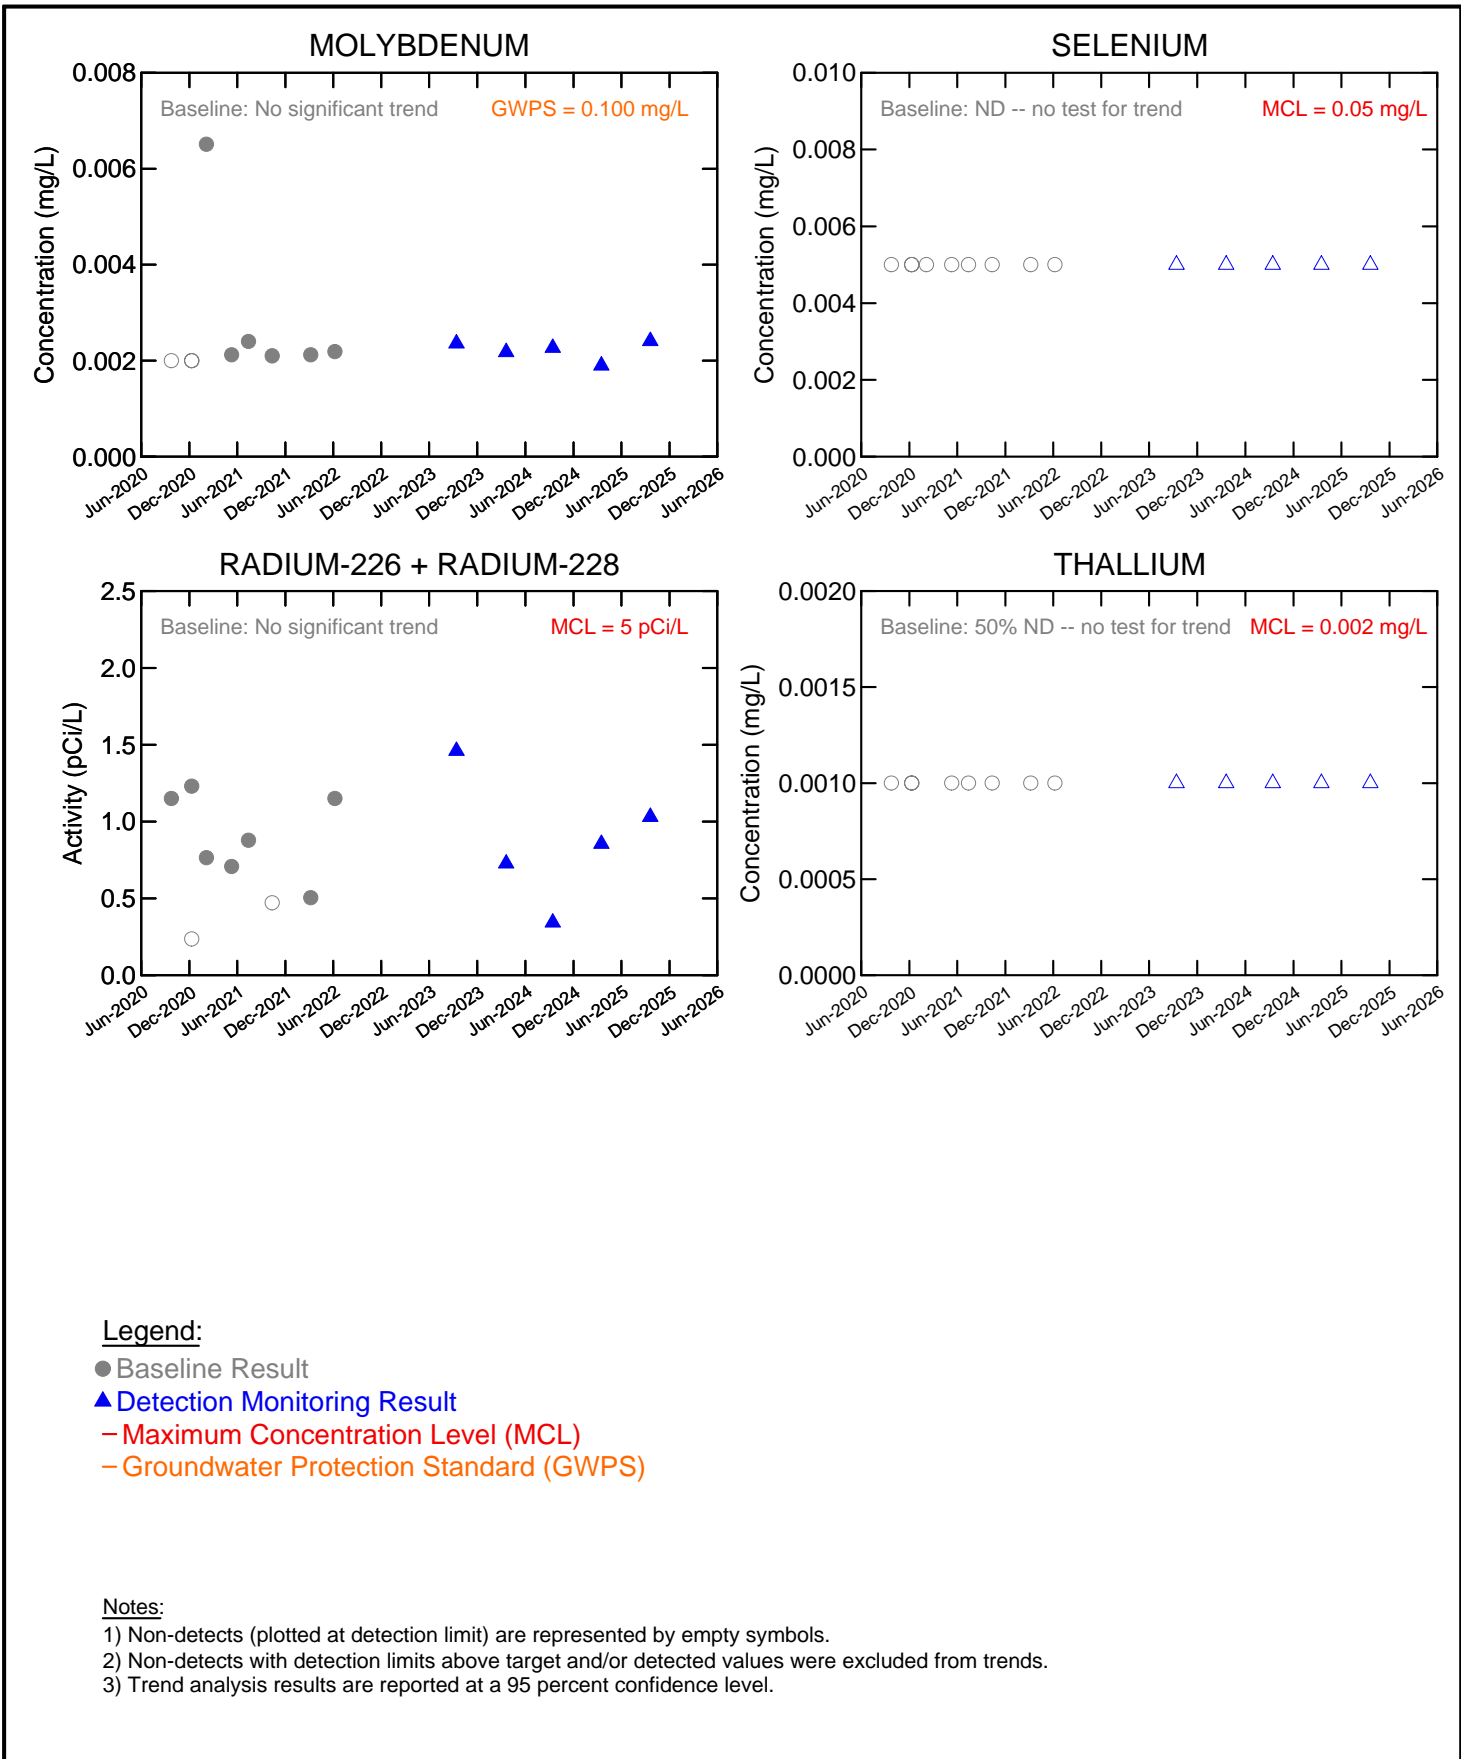 MOLYBDENUM
Baseline: No significant trend
GWPS = 0.100 mg/L
Concentration (mg/L)
0.008
0.006
0.004
0.002
0.000
Jun-2020
Dec-2020
Jun-2021
Dec-2021
Jun-2022
Dec-2022
Jun-2023
Dec-2023
Jun-2024
Dec-2024
Jun-2025
Dec-2025
Jun-2026
SELENIUM
Baseline: ND -- no test for trend
MCL = 0.05 mg/L
Concentration (mg/L)
0.010
0.008
0.006
0.004
0.002
0.000
Jun-2020
Dec-2020
Jun-2021
Dec-2021
Jun-2022
Dec-2022
Jun-2023
Dec-2023
Jun-2024
Dec-2024
Jun-2025
Dec-2025
Jun-2026
RADIUM-226 + RADIUM-228
Baseline: No significant trend
MCL = 5 pCi/L
Activity (pCi/L)
2.5
2.0
1.5
1.0
0.5
0.0
Jun-2020
Dec-2020
Jun-2021
Dec-2021
Jun-2022
Dec-2022
Jun-2023
Dec-2023
Jun-2024
Dec-2024
Jun-2025
Dec-2025
Jun-2026
THALLIUM
Baseline: 50% ND -- no test for trend
MCL = 0.002 mg/L
Concentration (mg/L)
0.0020
0.0015
0.0010
0.0005
0.0000
Jun-2020
Dec-2020
Jun-2021
Dec-2021
Jun-2022
Dec-2022
Jun-2023
Dec-2023
Jun-2024
Dec-2024
Jun-2025
Dec-2025
Jun-2026
Legend:
Baseline Result
Detection Monitoring Result
Maximum Concentration Level (MCL)
Groundwater Protection Standard (GWPS)
Notes:
1) Non-detects (plotted at detection limit) are represented by empty symbols.
2) Non-detects with detection limits above target and/or detected values were excluded from trends.
3) Trend analysis results are reported at a 95 percent confidence level.